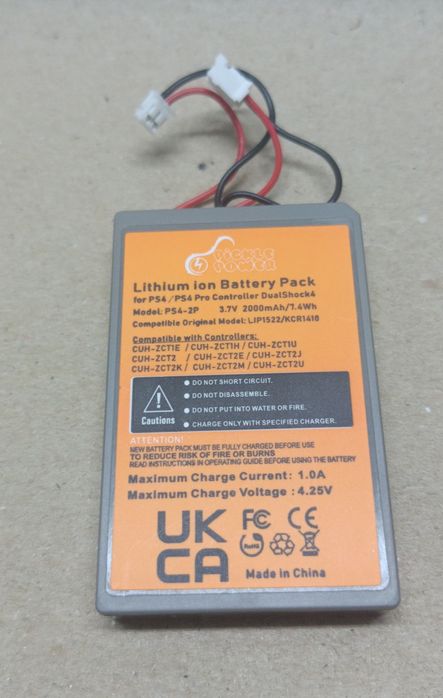 PICKLE
POWER
Lithium ion Battery Pack
for PS4 / PS4 Pro Controller DualShock4
Model: PS4-2P 3.7V 2000mAh/7.4Wh
Compatible Original Model: LIP1522/KCR1410
Compatible with Controllers:
CUH-ZCT1E / CUH-ZCT1H / CUH-ZCT1U
CUH-ZCT2 / CUH-ZCT2E / CUH-ZCT2J
CUH-ZCT2K / CUH-ZCT2M / CUH-ZCT2U
Cautions
● DO NOT SHORT CIRCUIT.
● DO NOT DISASSEMBLE.
● DO NOT PUT INTO WATER OR FIRE.
● CHARGE ONLY WITH SPECIFIED CHARGER.
ATTENTION!
NEW BATTERY PACK MUST BE FULLY CHARGED BEFORE USE
TO REDUCE RISK OF FIRE OR BURNS
READ INSTRUCTIONS IN OPERATING GUIDE BEFORE USING THE BATTERY
Maximum Charge Current: 1.0A
Maximum Charge Voltage : 4.25V
UK
CA
FC CE
RoHS
Made in China